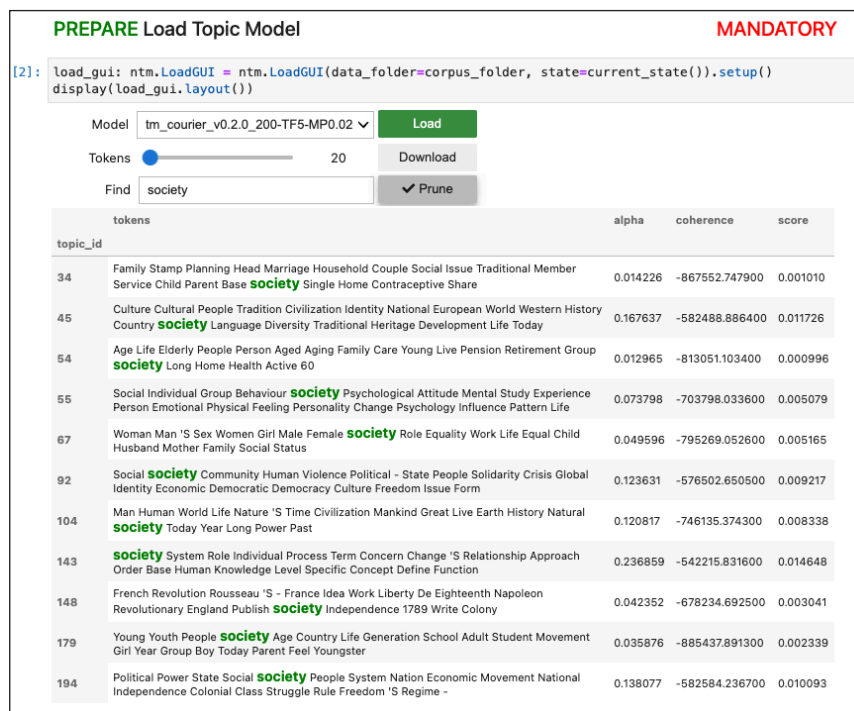 PREPARE Load Topic Model MANDATORY
[2]: load_gui: ntm.LoadGUI = ntm.LoadGUI(data_folder=corpus_folder, state=current_state()).setup()
display(load_gui.layout())
Model tm_courier_v0.2.0_200-TF5-MP0.02 Load
Tokens 20 Download
Find society ✓ Prune
tokens alpha coherence score
topic_id
34 Family Stamp Planning Head Marriage Household Couple Social Issue Traditional Member
Service Child Parent Base society Single Home Contraceptive Share 0.014226 -867552.747900 0.001010
45 Culture Cultural People Tradition Civilization Identity National European World Western History
Country society Language Diversity Traditional Heritage Development Life Today 0.167637 -582488.886400 0.011726
54 Age Life Elderly People Person Aged Aging Family Care Young Live Pension Retirement Group
society Long Home Health Active 60 0.012965 -813051.103400 0.000996
55 Social Individual Group Behaviour society Psychological Attitude Mental Study Experience
Person Emotional Physical Feeling Personality Change Psychology Influence Pattern Life 0.073798 -703798.033600 0.005079
67 Woman Man 'S Sex Women Girl Male Female society Role Equality Work Life Equal Child
Husband Mother Family Social Status 0.049596 -795269.052600 0.005165
92 Social society Community Human Violence Political - State People Solidarity Crisis Global
Identity Economic Democratic Democracy Culture Freedom Issue Form 0.123631 -576502.650500 0.009217
104 Man Human World Life Nature 'S Time Civilization Mankind Great Live Earth History Natural
society Today Year Long Power Past 0.120817 -746135.374300 0.008338
143 society System Role Individual Process Term Concern Change 'S Relationship Approach
Order Base Human Knowledge Level Specific Concept Define Function 0.236859 -542215.831600 0.014648
148 French Revolution Rousseau 'S - France Idea Work Liberty De Eighteenth Napoleon
Revolutionary England Publish society Independence 1789 Write Colony 0.042352 -678234.692500 0.003041
179 Young Youth People society Age Country Life Generation School Adult Student Movement
Girl Year Group Boy Today Parent Feel Youngster 0.035876 -885437.891300 0.002339
194 Political Power State Social society People System Nation Economic Movement National
Independence Colonial Class Struggle Rule Freedom 'S Regime - 0.138077 -582584.236700 0.010093